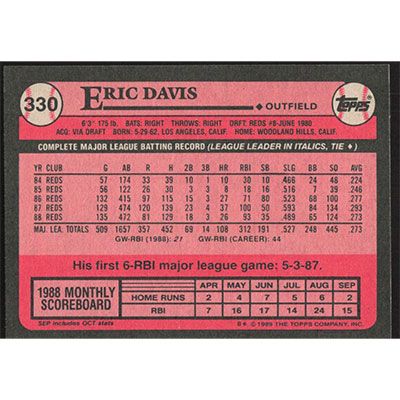 330
ERIC DAVIS
◆ OUTFIELD
TOPPS
6'3" 175 lb. BATS: RIGHT THROWS: RIGHT DRFT: REDS #8-JUNE 1980
ACQ: VIA DRAFT BORN: 5-29-62, LOS ANGELES, CALIF. HOME: WOODLAND HILLS, CALIF.
COMPLETE MAJOR LEAGUE BATTING RECORD (LEAGUE LEADER IN ITALICS, TIE ♦)
YR CLUB G AB R H 2B 3B HR RBI SB SLG BB SO AVG
84 REDS 57 174 33 39 10 1 10 30 10 .466 24 48 .224
85 REDS 56 122 26 30 3 3 8 18 16 .516 7 39 .246
86 REDS 132 415 97 115 15 3 27 71 80 .523 68 100 .277
87 REDS 129 474 120 139 23 4 37 100 50 .593 84 134 .293
88 REDS 135 472 81 129 18 3 26 93 35 .489 65 124 .273
MAJ. LEA. TOTALS 509 1657 357 452 69 14 108 312 191 .527 248 445 .273
GW-RBI (1988): 21 GW-RBI (CAREER): 44
His first 6-RBI major league game: 5-3-87.
1988 MONTHLY SCOREBOARD
APR MAY JUN JUL AUG SEP
HOME RUNS 2 4 6 6 6 2
RBI 7 16 17 14 24 15
SEP includes OCT stats
B* © 1989 THE TOPPS COMPANY, INC.